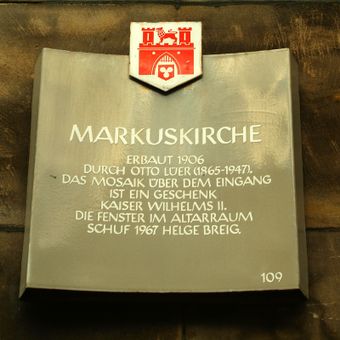 MARKUSKIRCHE
ERBAUT 1906
DURCH OTTO LÜER (1865-1947).
DAS MOSAIK ÜBER DEM EINGANG
IST EIN GESCHENK
KAISER WILHELMS II.
DIE FENSTER IM ALTARRAUM
SCHUF 1967 HELGE BREIG.
109